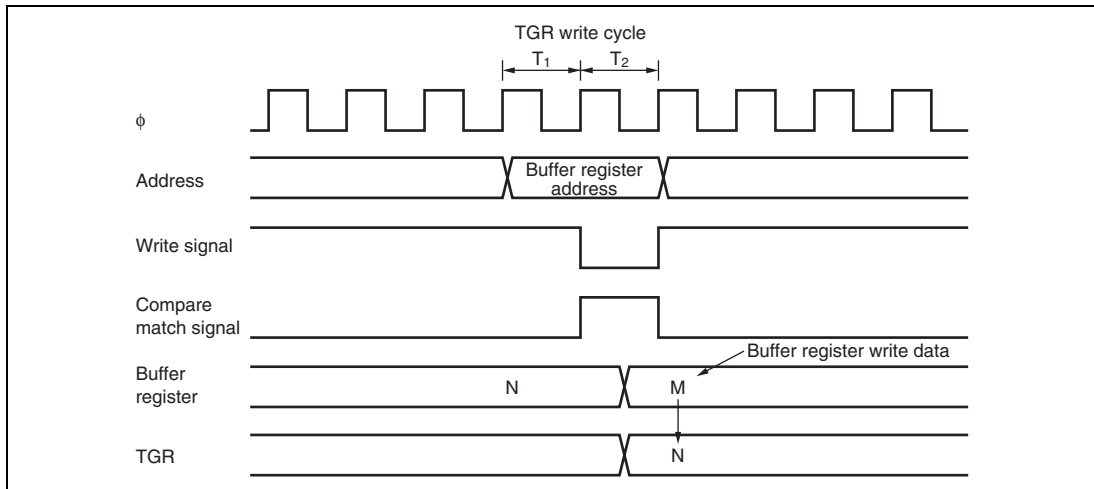 TGR write cycle
T₁ T₂
ϕ
Buffer register
address
Address
Write signal
Compare
match signal
Buffer register write data
Buffer
register
N M
TGR N